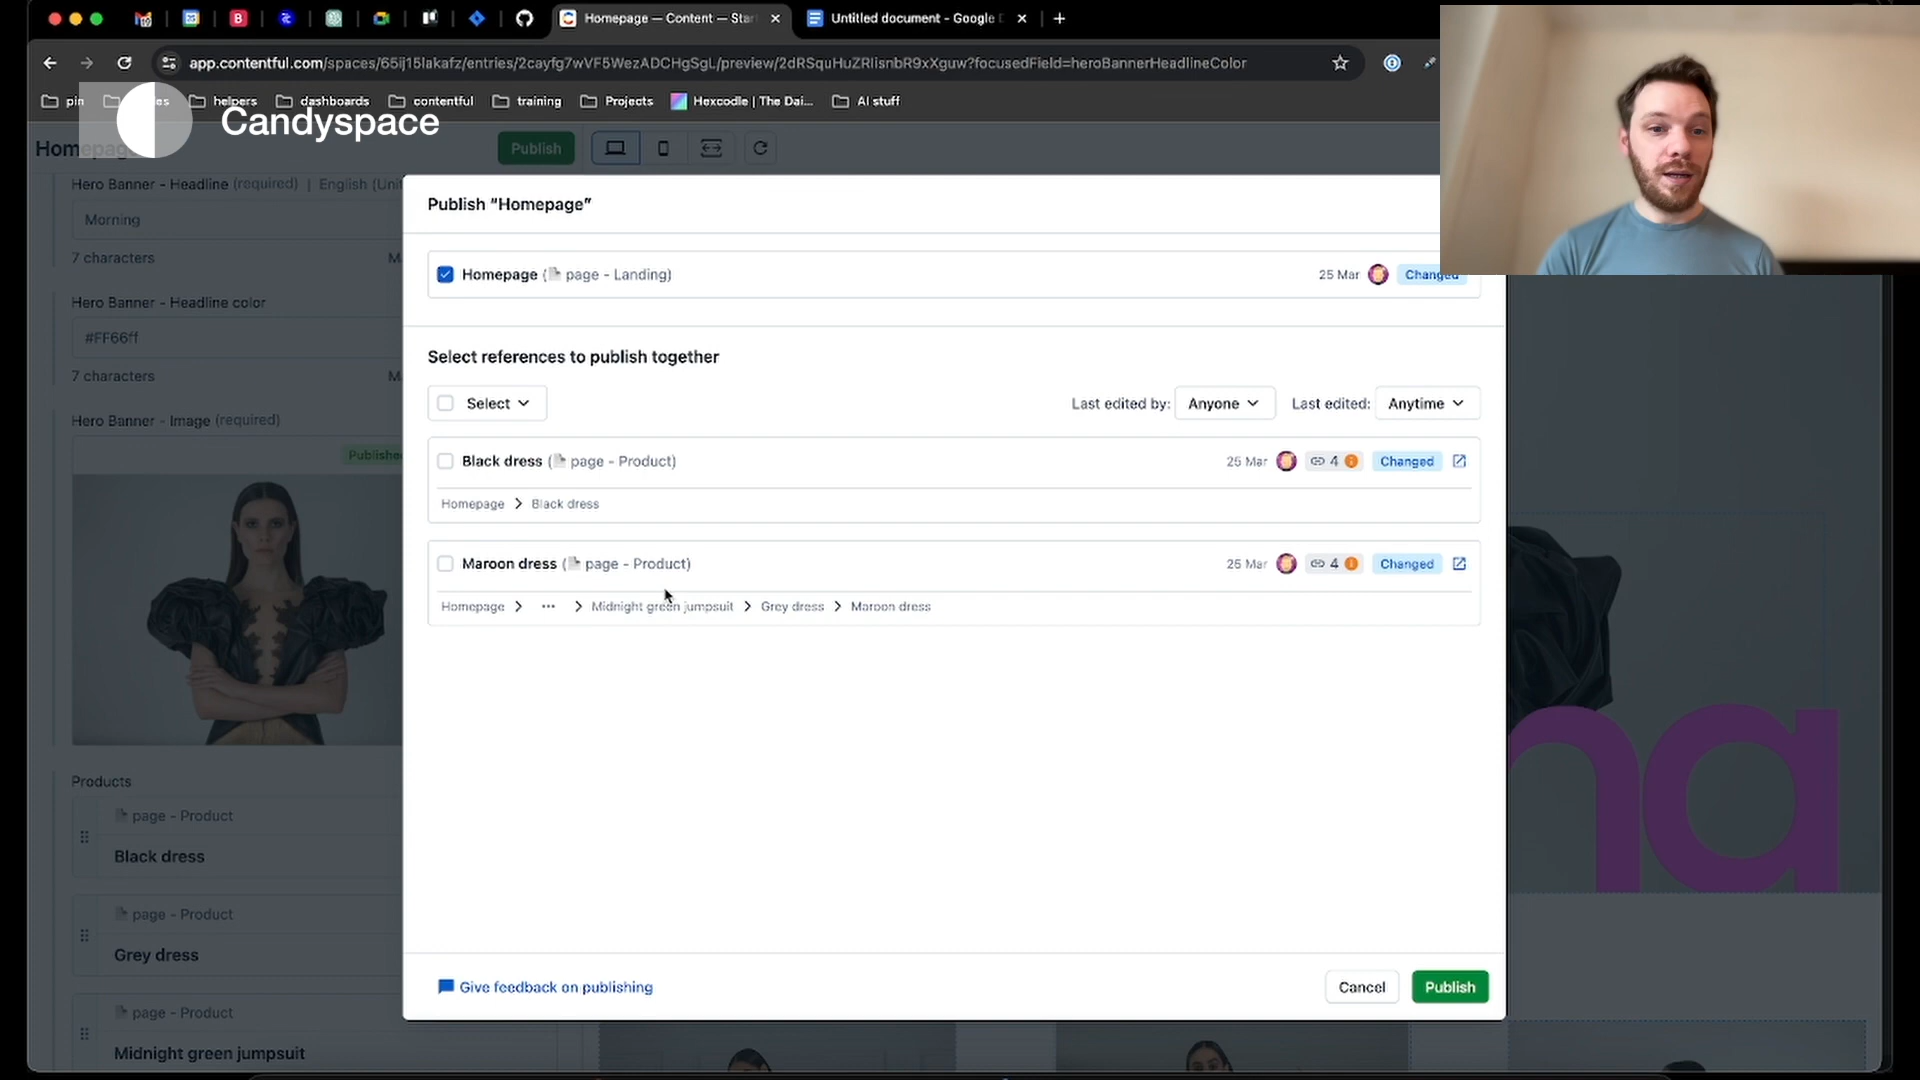 Homepage — Content — Star
Untitled document - Google D
app.contentful.com/spaces/65ij15lakafz/entries/2cayfg7wVF5WezADCHgSgL/preview/2dRSquHuZRlisnbR9xXguw?focusedField=heroBannerHeadlineColor
pin
helpers
dashboards
contentful
training
Projects
Hexcodle | The Dai...
AI stuff
Candyspace
Homepage
Publish
Hero Banner - Headline (required) | English (Unit
Morning
7 characters
Hero Banner - Headline color
#FF66ff
7 characters
Hero Banner - Image (required)
Published
Products
page - Product
Black dress
page - Product
Grey dress
page - Product
Midnight green jumpsuit
Publish “Homepage”
Homepage (page - Landing)
25 Mar
Changed
Select references to publish together
Select
Last edited by: Anyone
Last edited: Anytime
Black dress (page - Product)
25 Mar
4
Changed
Homepage > Black dress
Maroon dress (page - Product)
25 Mar
4
Changed
Homepage > ••• > Midnight green jumpsuit > Grey dress > Maroon dress
Give feedback on publishing
Cancel
Publish
na